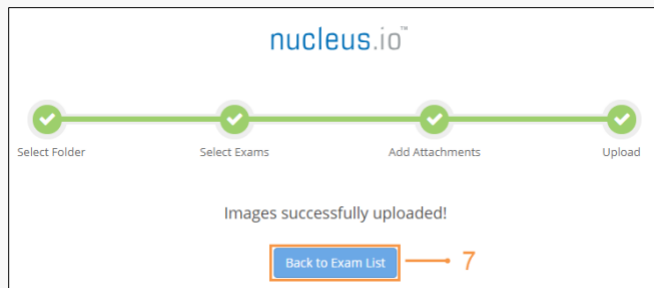 nucleus.io™
Select Folder Select Exams Add Attachments Upload
Images successfully uploaded!
Back to Exam List 7